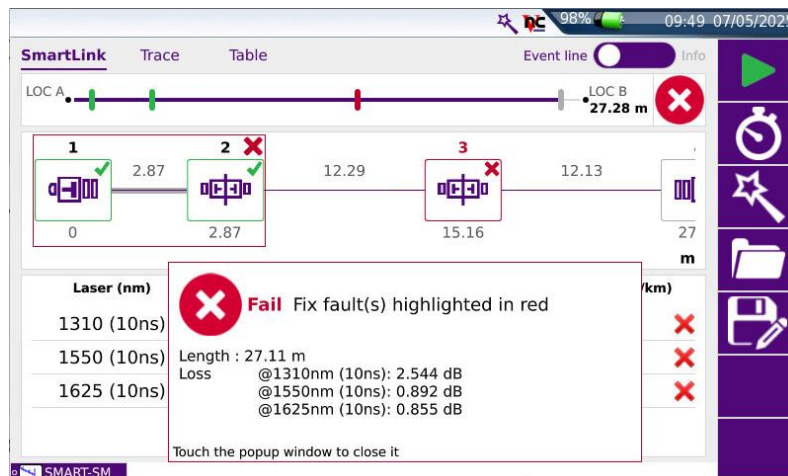 98% 09:49 07/05/202
SmartLink Trace Table Event line Info
LOC A LOC B
27.28 m
1 2 3
2.87 12.29 12.13
0 2.87 15.16 27
m
Laser (nm) /km)
Fail Fix fault(s) highlighted in red
1310 (10ns)
1550 (10ns)
1625 (10ns)
Length : 27.11 m
Loss @1310nm (10ns): 2.544 dB
@1550nm (10ns): 0.892 dB
@1625nm (10ns): 0.855 dB
Touch the popup window to close it
SMART-SM